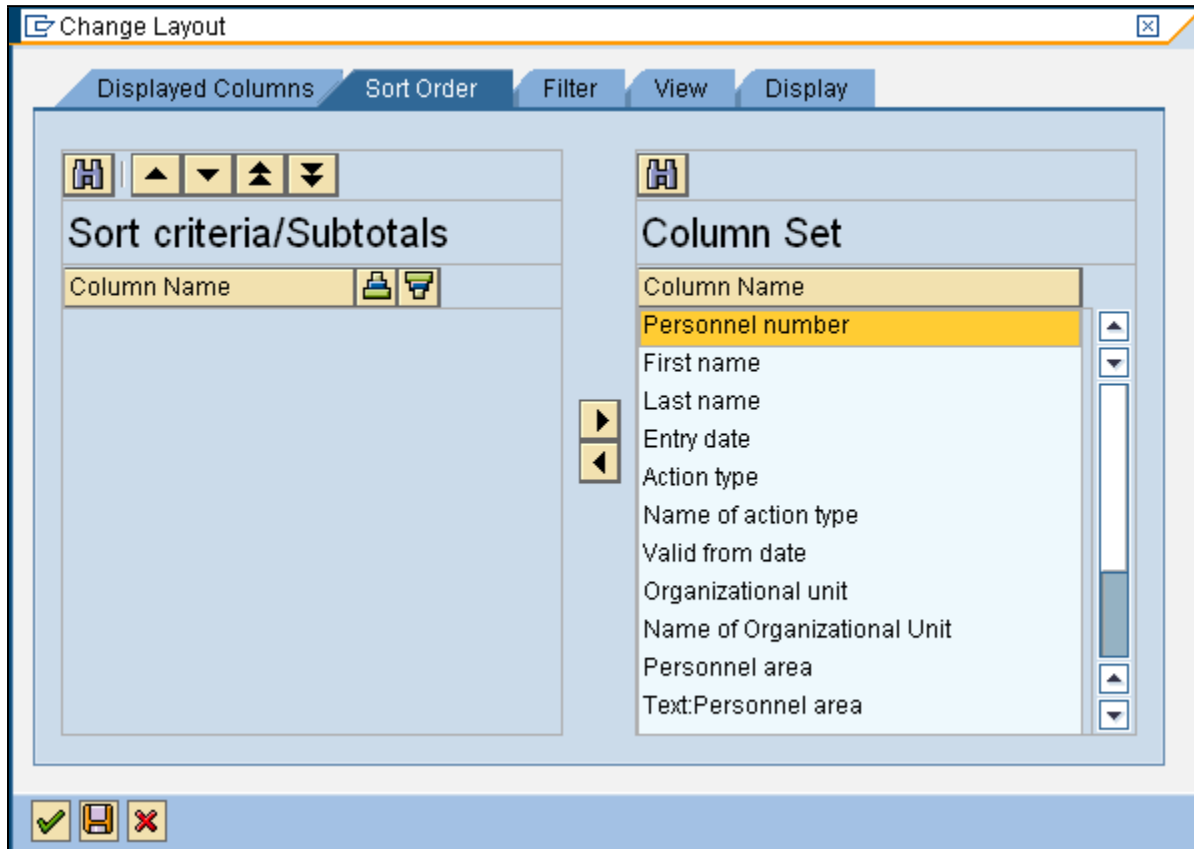 Change Layout
Displayed Columns Sort Order Filter View Display
Sort criteria/Subtotals
Column Name
Column Set
Column Name
Personnel number
First name
Last name
Entry date
Action type
Name of action type
Valid from date
Organizational unit
Name of Organizational Unit
Personnel area
Text:Personnel area